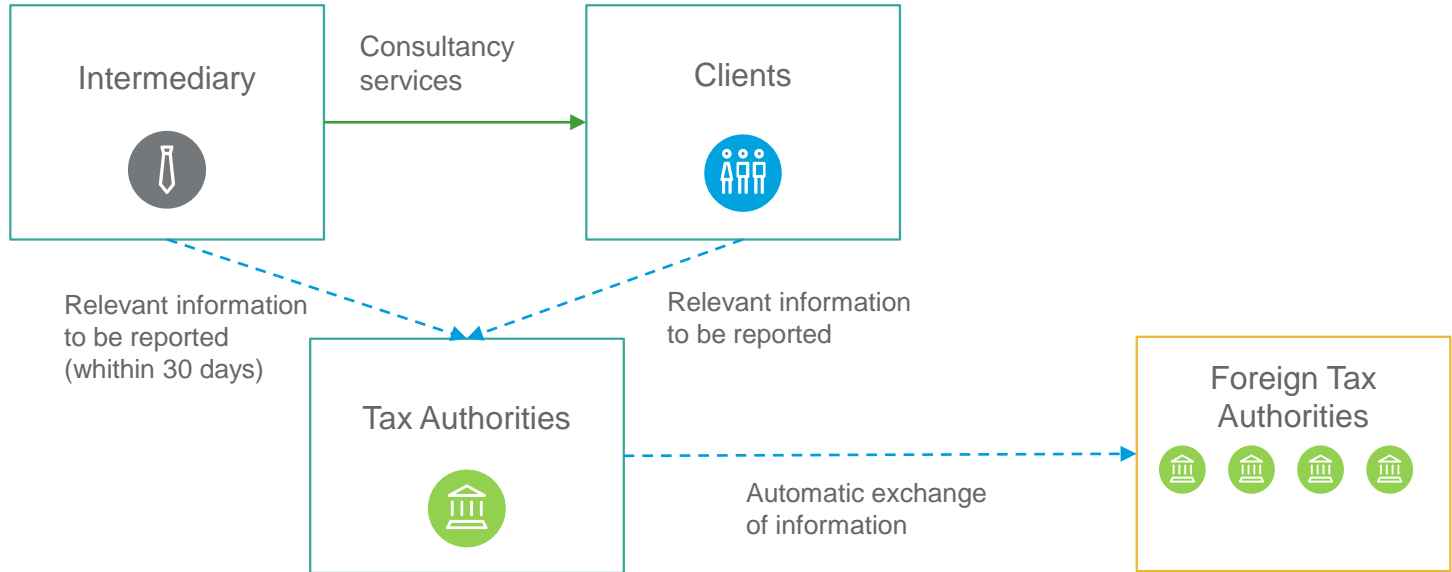 Intermediary
Consultancy
services
Clients
Relevant information
to be reported
(whithin 30 days)
Relevant information
to be reported
Tax Authorities
Automatic exchange
of information
Foreign Tax
Authorities